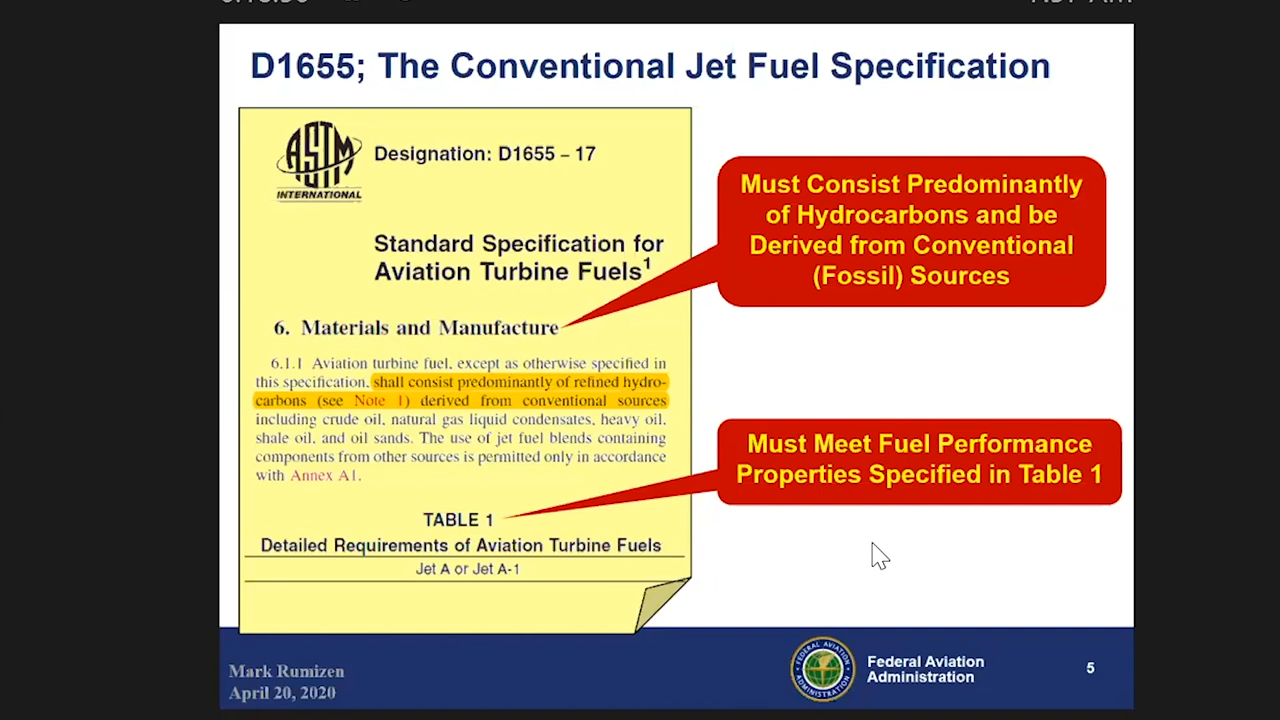 D1655; The Conventional Jet Fuel Specification
ASTM
INTERNATIONAL
Designation: D1655 – 17
Standard Specification for
Aviation Turbine Fuels1
6. Materials and Manufacture
6.1.1 Aviation turbine fuel, except as otherwise specified in
this specification, shall consist predominantly of refined hydro-
carbons (see Note 1) derived from conventional sources
including crude oil, natural gas liquid condensates, heavy oil,
shale oil, and oil sands. The use of jet fuel blends containing
components from other sources is permitted only in accordance
with Annex A1.
TABLE 1
Detailed Requirements of Aviation Turbine Fuels
Jet A or Jet A-1
Must Consist Predominantly
of Hydrocarbons and be
Derived from Conventional
(Fossil) Sources
Must Meet Fuel Performance
Properties Specified in Table 1
Mark Rumizen
April 20, 2020
Federal Aviation
Administration
5